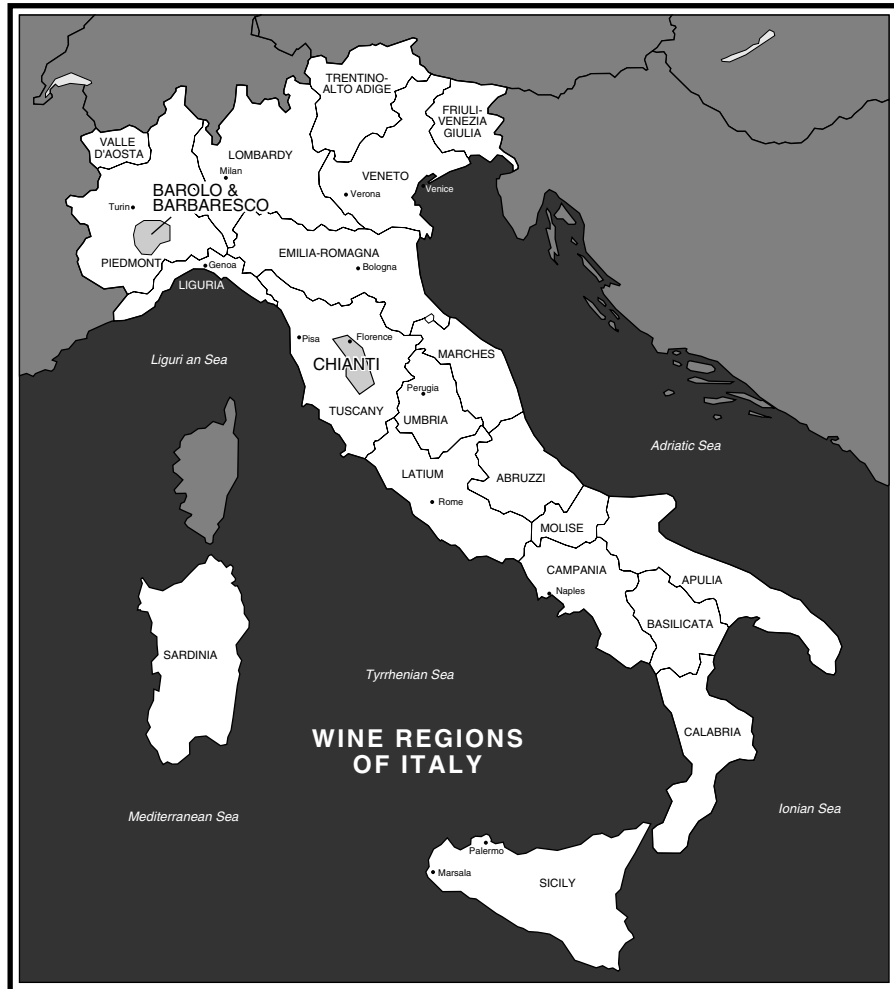 TRENTINO-
ALTO ADIGE
FRIULI-
VENEZIA
GIULIA
VALLE
D'AOSTA
LOMBARDY
Milan
VENETO
Verona
Venice
BAROLO &
BARBARESCO
Turin
PIEDMONT
EMILIA-ROMAGNA
Bologna
Genoa
LIGURIA
Pisa
Florence
CHIANTI
MARCHES
Liguri an Sea
Perugia
TUSCANY
UMBRIA
Adriatic Sea
LATIUM
ABRUZZI
Rome
MOLISE
CAMPANIA
APULIA
Naples
BASILICATA
SARDINIA
Tyrrhenian Sea
CALABRIA
WINE REGIONS
OF ITALY
Mediterranean Sea
Ionian Sea
Palermo
Marsala
SICILY